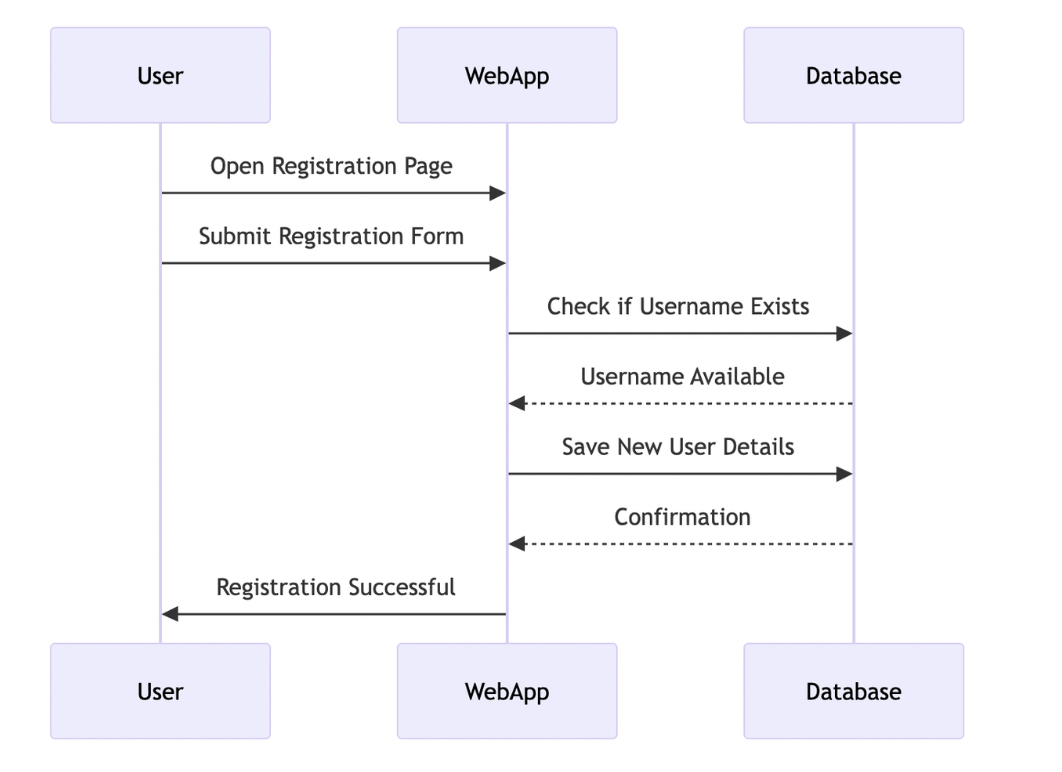 User
WebApp
Database
Open Registration Page
Submit Registration Form
Check if Username Exists
Username Available
Save New User Details
Confirmation
Registration Successful
User
WebApp
Database